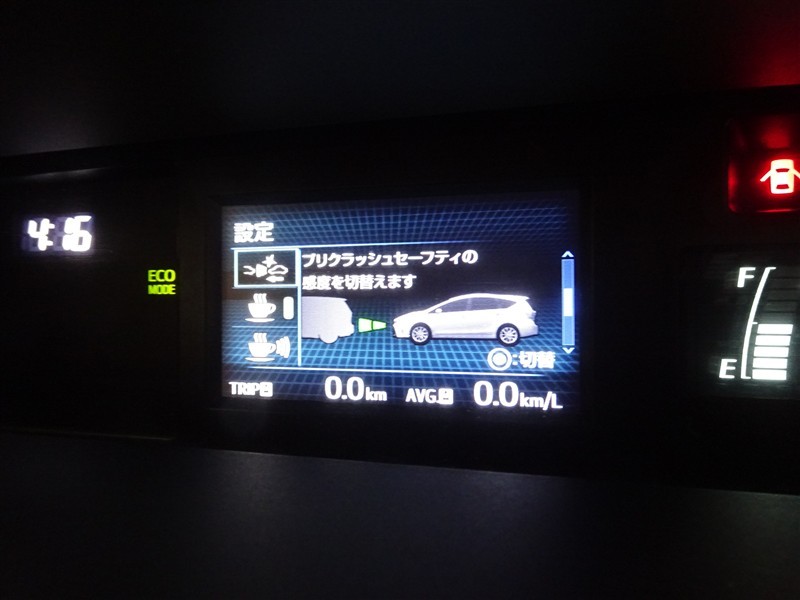 4:16
ECO
MODE
設定
プリクラッシュセーフティの
感度を切替えます
:切替
TRIP
0.0km
AVG.
0.0km/L
F
E